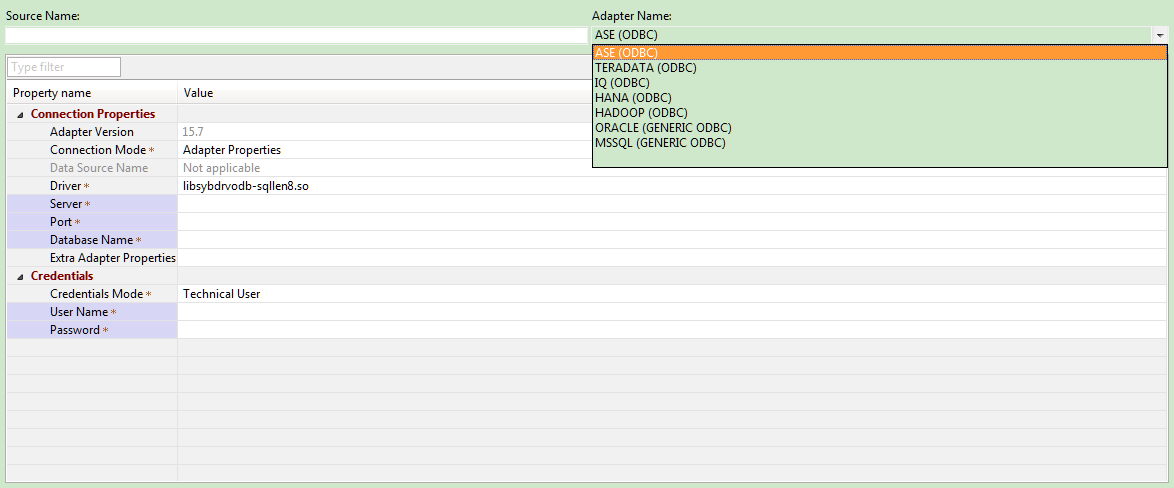 Source Name:
Adapter Name:
ASE (ODBC)
ASE (ODBC)
TERADATA (ODBC)
IQ (ODBC)
HANA (ODBC)
HADOOP (ODBC)
ORACLE (GENERIC ODBC)
MSSQL (GENERIC ODBC)
Type filter
Property name Value
Connection Properties
Adapter Version 15.7
Connection Mode * Adapter Properties
Data Source Name Not applicable
Driver * libsybdrvodb-sqllen8.so
Server *
Port *
Database Name *
Extra Adapter Properties
Credentials
Credentials Mode * Technical User
User Name *
Password *